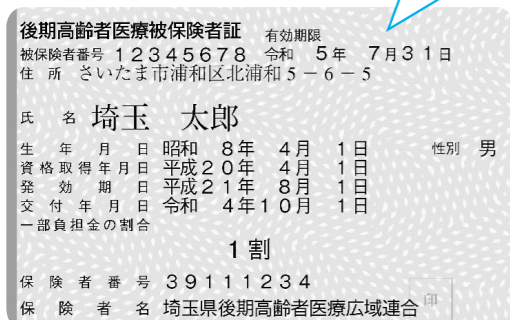 後期高齢者医療被保険者証 有効期限
被保険者番号 12345678 令和 5年 7月31日
住所 さいたま市浦和区北浦和5-6-5
氏名 埼玉 太郎
生年月日 昭和 8年 4月 1日 性別 男
資格取得年月日 平成20年 4月 1日
発効期日 平成21年 8月 1日
交付年月日 令和 4年10月 1日
一部負担金の割合
1割
保険者番号 39111234
保険者名 埼玉県後期高齢者医療広域連合 印